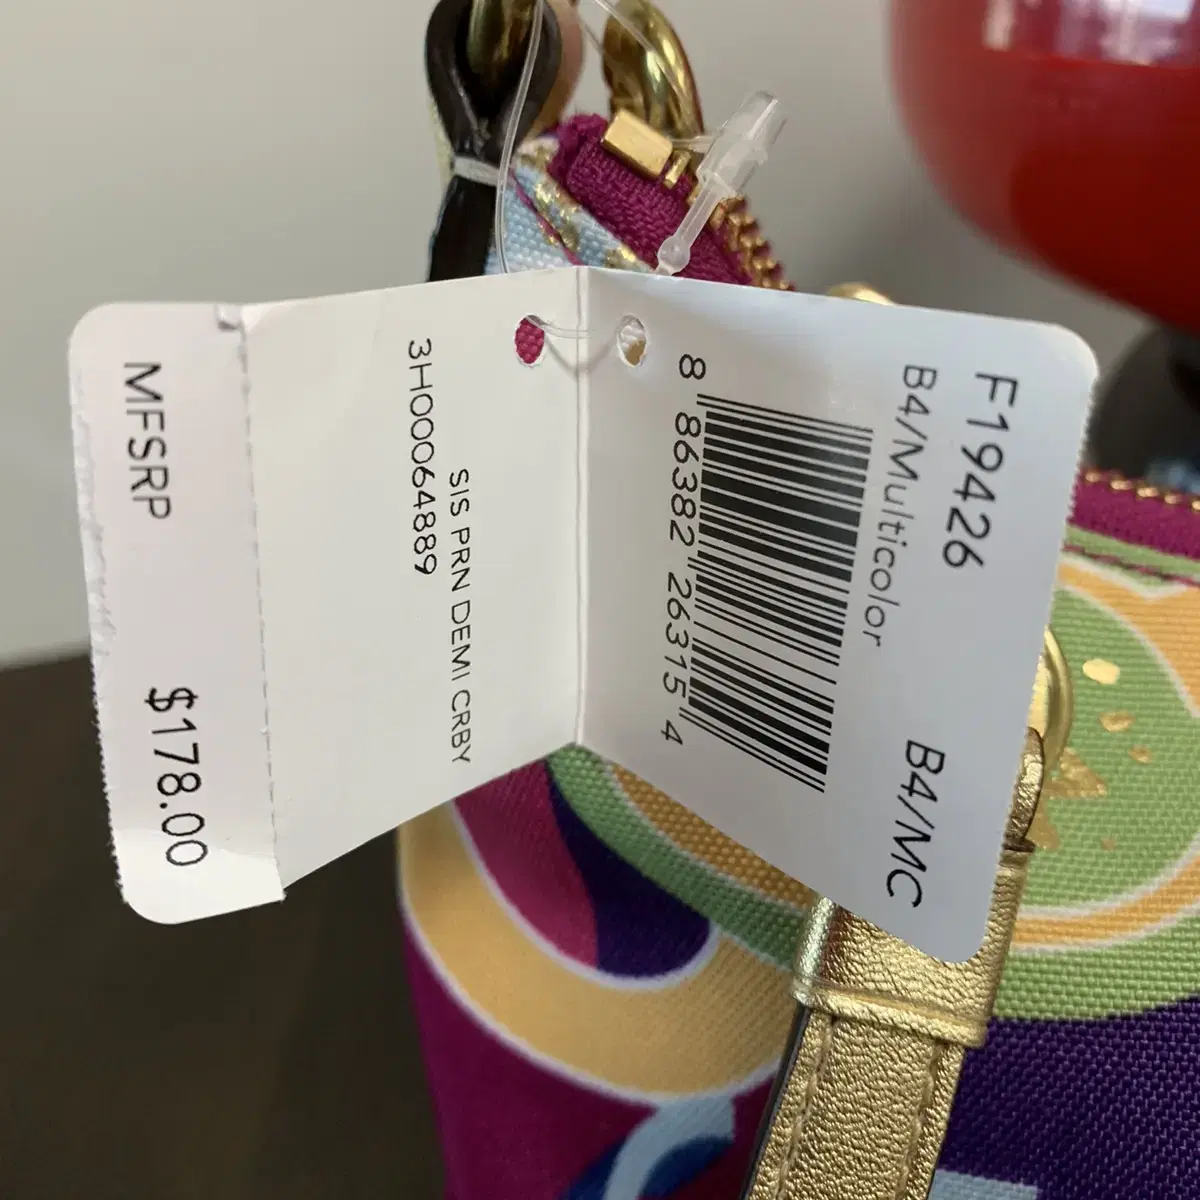 F19426
B4/Multicolor B4/MC
8 86382 26315 4
SIS PRN DEMI CRBY
3H00064889
MFSRP $178.00